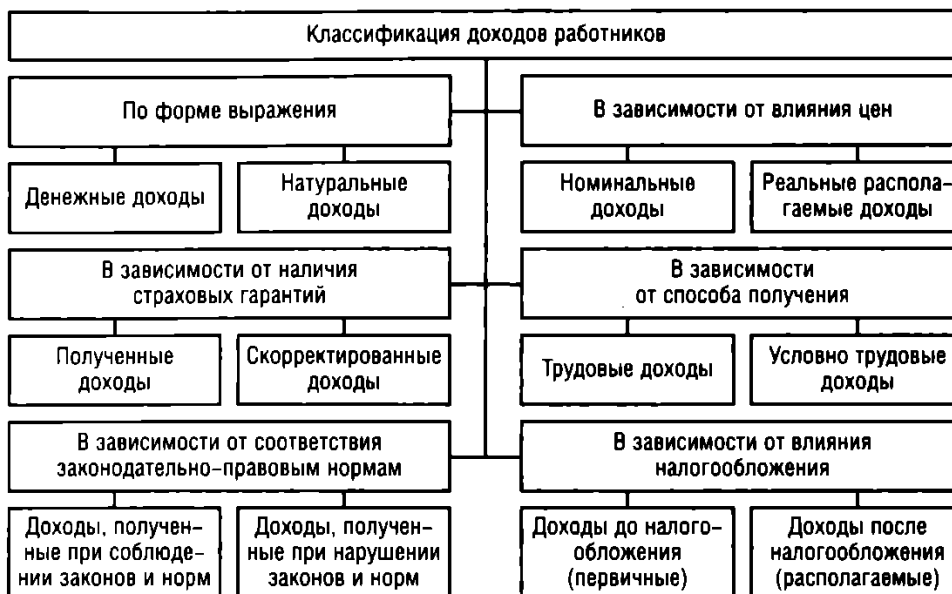 Классификация доходов работников
По форме выражения
В зависимости от влияния цен
Денежные доходы
Натуральные
доходы
Номинальные
доходы
Реальные распола-
гаемые доходы
В зависимости от наличия
страховых гарантий
В зависимости
от способа получения
Полученные
доходы
Скорректированные
доходы
Трудовые доходы
Условно трудовые
доходы
В зависимости от соответствия
законодательно-правовым нормам
В зависимости от влияния
налогообложения
Доходы, получен-
ные при соблюде-
нии законов и норм
Доходы, получен-
ные при нарушении
законов и норм
Доходы до налого-
обложения
(первичные)
Доходы после
налогообложения
(располагаемые)